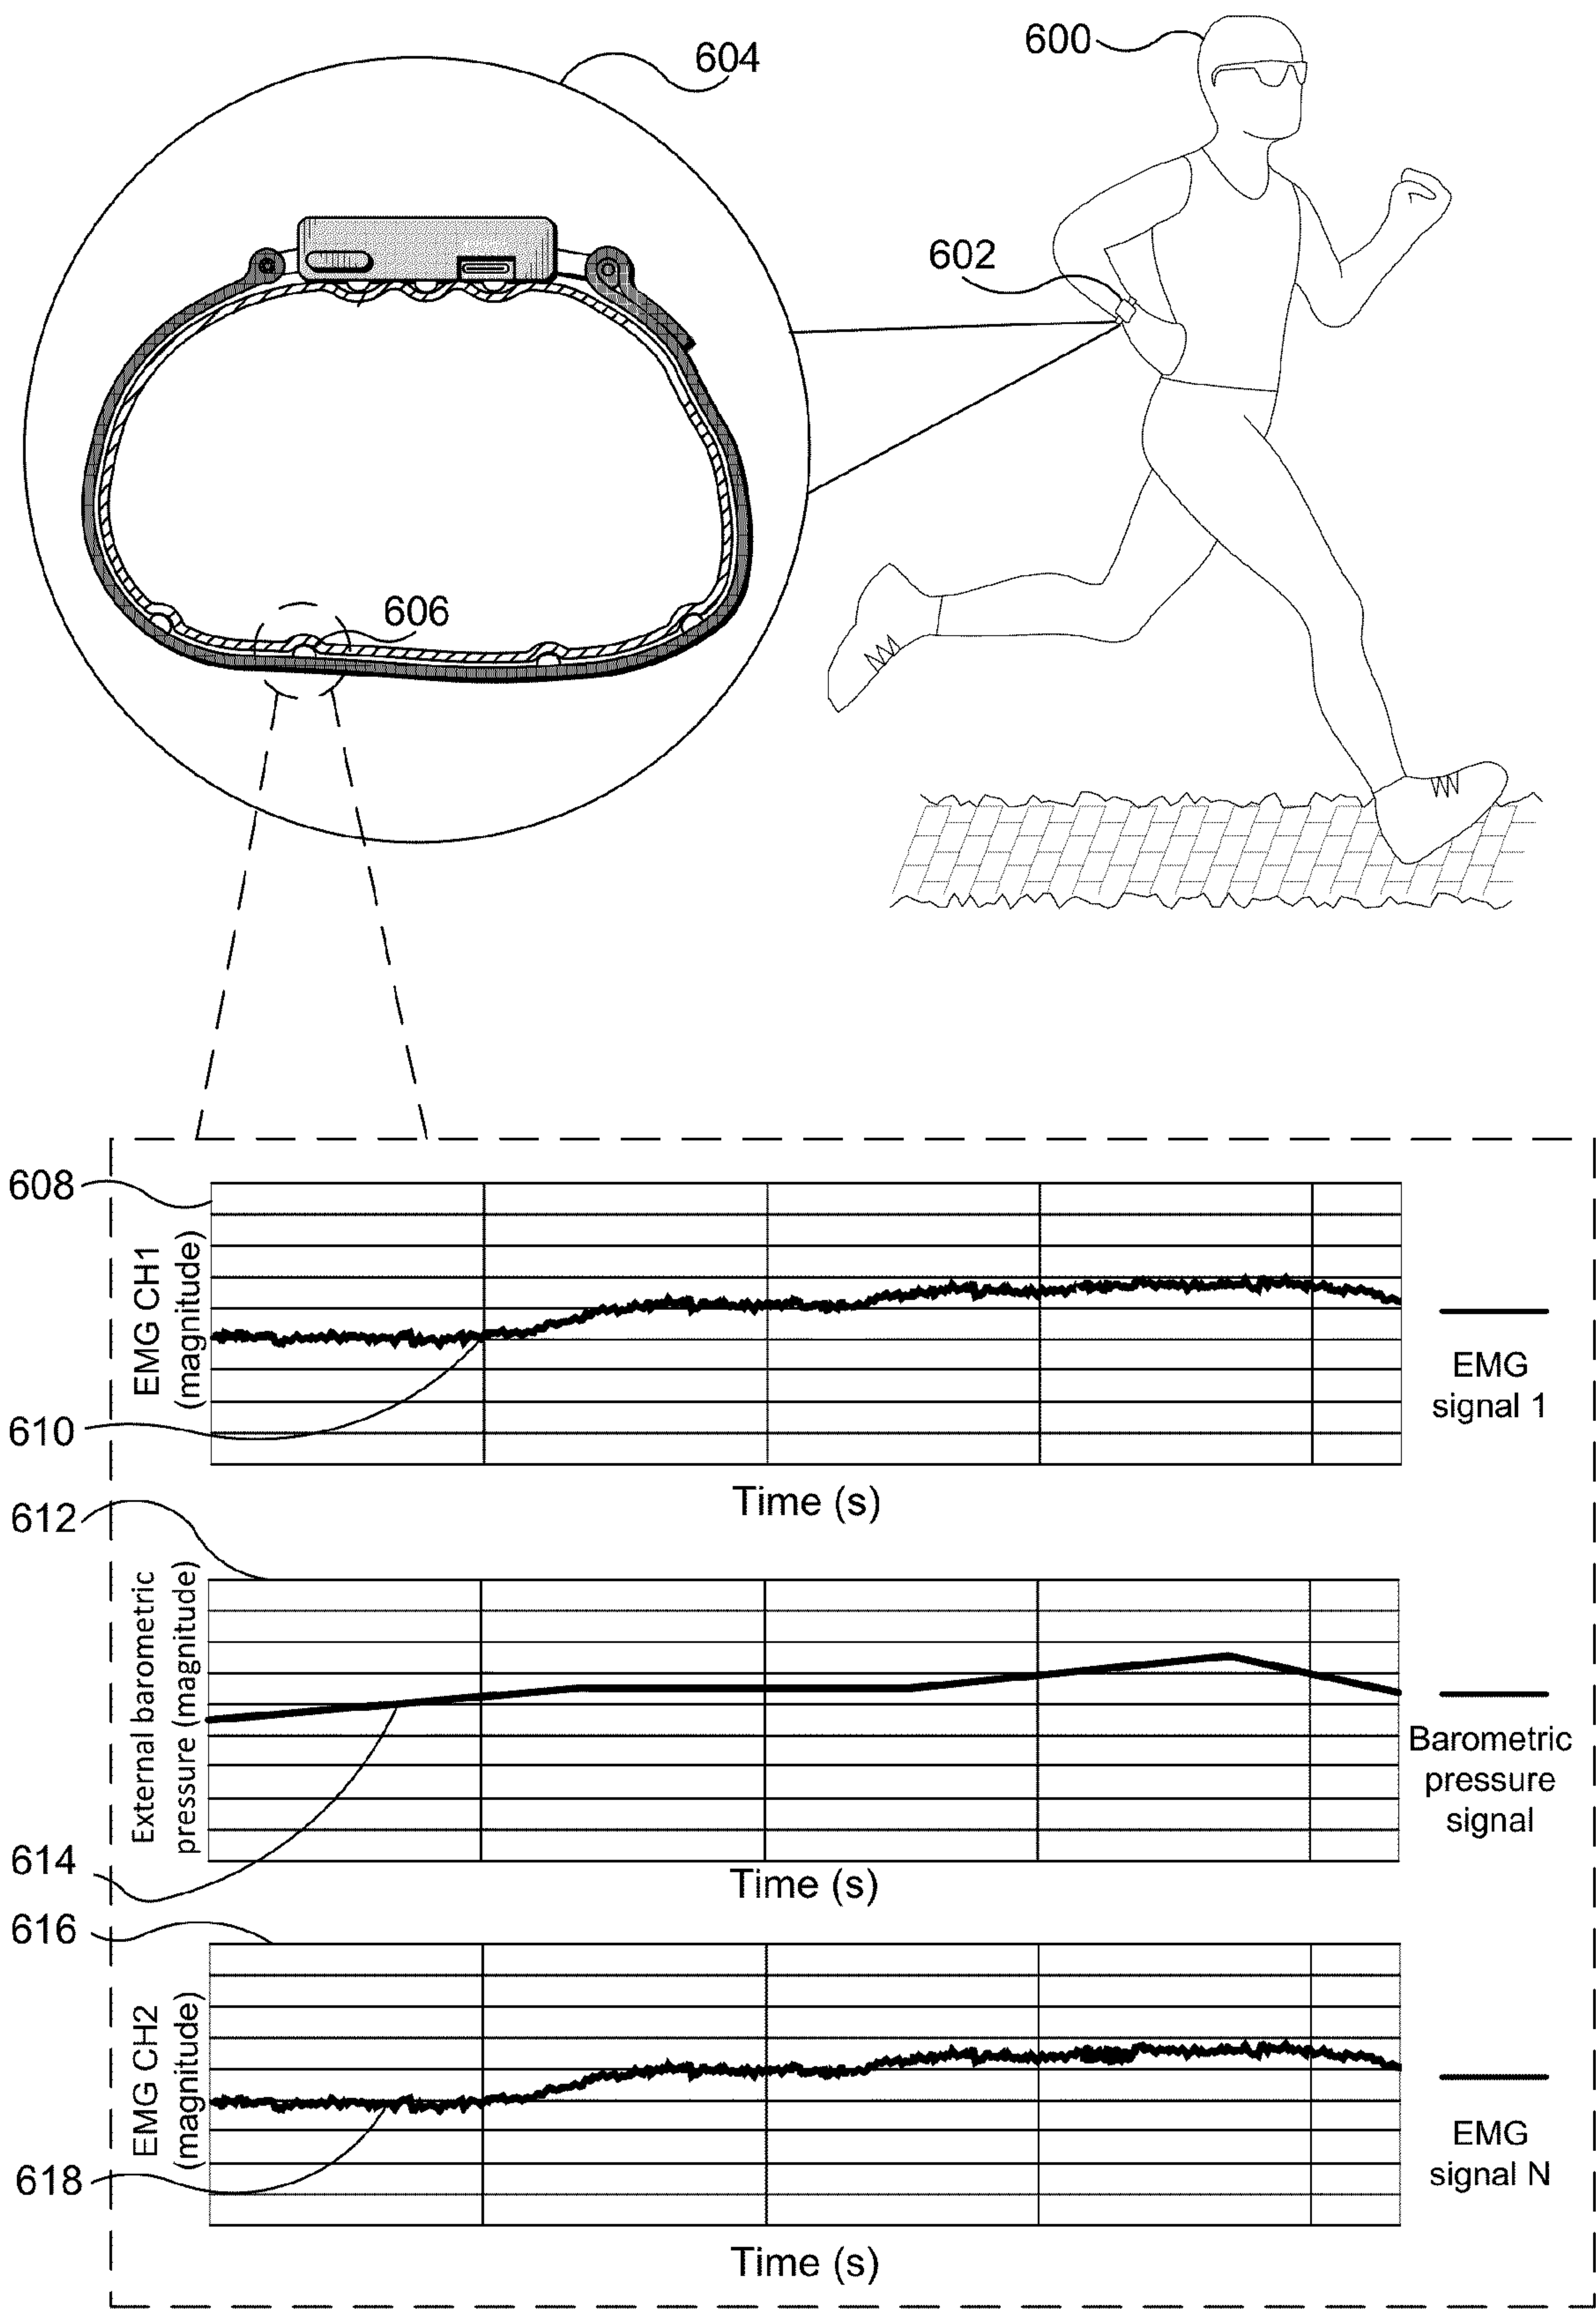 604
600
602
606
608
EMG CH1
(magnitude)
EMG
signal 1
610
Time (s)
612
External barometric
pressure (magnitude)
Barometric
pressure
signal
614
Time (s)
616
EMG CH2
(magnitude)
EMG
signal N
618
Time (s)